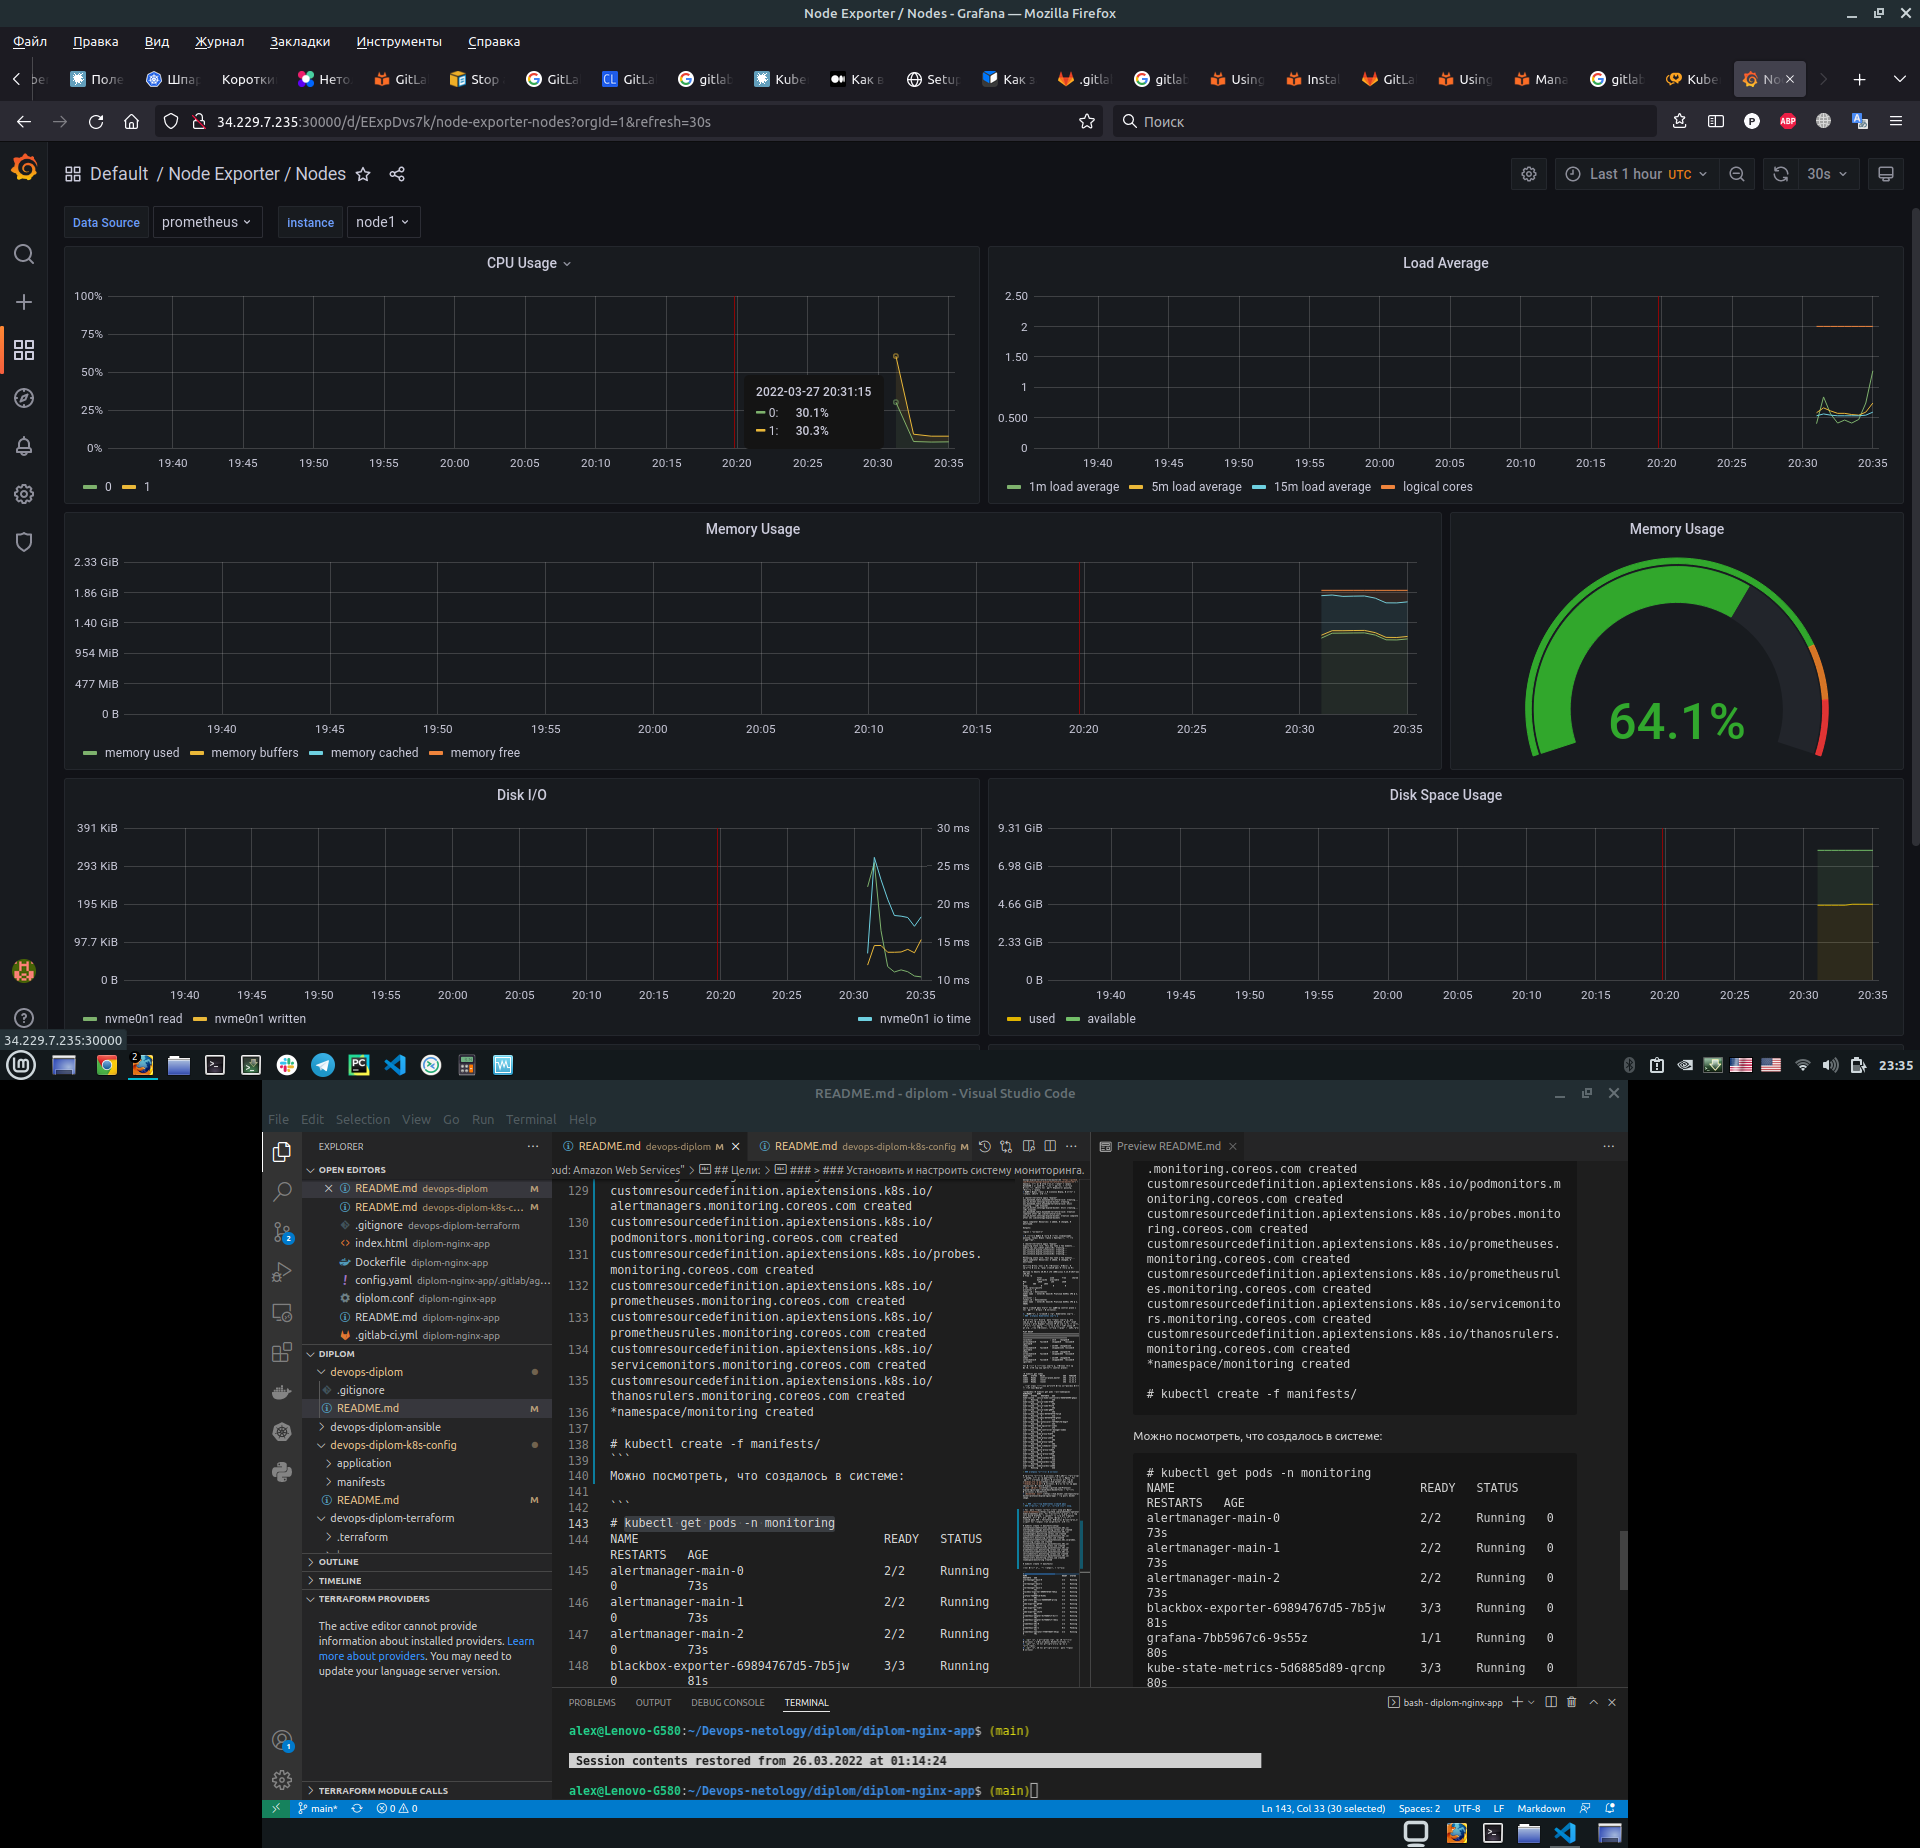 Node Exporter / Nodes - Grafana — Mozilla Firefox
Файл Правка Вид Журнал Закладки Инструменты Справка
Поле Шпар Коротки Нето GitLa Stop GitLa GitLa gitlab Kube Как в Setup Как з .gitla gitlab Using Insta GitLa Using Mana gitlab Kube No
34.229.7.235:30000/d/EExpDvs7k/node-exporter-nodes?orgId=1&refresh=30s
Поиск
P ABP
Default / Node Exporter / Nodes
Last 1 hour UTC 30s
Data Source prometheus instance node1
CPU Usage
100%
75%
50%
25%
0%
19:40 19:45 19:50 19:55 20:00 20:05 20:10 20:15 20:20 20:25 20:30 20:35
0 1
2022-03-27 20:31:15
0: 30.1%
1: 30.3%
Load Average
2.50
2
1.50
1
0.500
0
19:40 19:45 19:50 19:55 20:00 20:05 20:10 20:15 20:20 20:25 20:30 20:35
1m load average 5m load average 15m load average logical cores
Memory Usage
2.33 GiB
1.86 GiB
1.40 GiB
954 MiB
477 MiB
0 B
19:40 19:45 19:50 19:55 20:00 20:05 20:10 20:15 20:20 20:25 20:30 20:35
memory used memory buffers memory cached memory free
Memory Usage
64.1%
Disk I/O
391 KiB
293 KiB
195 KiB
97.7 KiB
0 B
30 ms
25 ms
20 ms
15 ms
10 ms
19:40 19:45 19:50 19:55 20:00 20:05 20:10 20:15 20:20 20:25 20:30 20:35
nvme0n1 read nvme0n1 written nvme0n1 io time
Disk Space Usage
9.31 GiB
6.98 GiB
4.66 GiB
2.33 GiB
0 B
19:40 19:45 19:50 19:55 20:00 20:05 20:10 20:15 20:20 20:25 20:30 20:35
used available
34.229.7.235:30000
2
23:35
README.md - diplom - Visual Studio Code
File Edit Selection View Go Run Terminal Help
EXPLORER
OPEN EDITORS
README.md devops-diplom M
README.md devops-diplom-k8s-c... M
.gitignore devops-diplom-terraform
index.html diplom-nginx-app
Dockerfile diplom-nginx-app
config.yaml diplom-nginx-app/.gitlab/ag...
diplom.conf diplom-nginx-app
README.md diplom-nginx-app
.gitlab-ci.yml diplom-nginx-app
DIPLOM
devops-diplom
.gitignore
README.md M
devops-diplom-ansible
devops-diplom-k8s-config
application
manifests
README.md M
devops-diplom-terraform
.terraform
OUTLINE
TIMELINE
TERRAFORM PROVIDERS
The active editor cannot provide
information about installed providers. Learn
more about providers. You may need to
update your language server version.
TERRAFORM MODULE CALLS
README.md devops-diplom M README.md devops-diplom-k8s-config M
oud: Amazon Web Services" > ## Цели: > ### > ### Установить и настроить систему мониторинга.
129 customresourcedefinition.apiextensions.k8s.io/
alertmanagers.monitoring.coreos.com created
130 customresourcedefinition.apiextensions.k8s.io/
podmonitors.monitoring.coreos.com created
131 customresourcedefinition.apiextensions.k8s.io/probes.
monitoring.coreos.com created
132 customresourcedefinition.apiextensions.k8s.io/
prometheuses.monitoring.coreos.com created
133 customresourcedefinition.apiextensions.k8s.io/
prometheusrules.monitoring.coreos.com created
134 customresourcedefinition.apiextensions.k8s.io/
servicemonitors.monitoring.coreos.com created
135 customresourcedefinition.apiextensions.k8s.io/
thanosrulers.monitoring.coreos.com created
136 *namespace/monitoring created
137
138 # kubectl create -f manifests/
139 ```
140 Можно посмотреть, что создалось в системе:
141
142 ```
143 # kubectl get pods -n monitoring
144 NAME READY STATUS
RESTARTS AGE
145 alertmanager-main-0 2/2 Running
0 73s
146 alertmanager-main-1 2/2 Running
0 73s
147 alertmanager-main-2 2/2 Running
0 73s
148 blackbox-exporter-69894767d5-7b5jw 3/3 Running
0 81s
Preview README.md
.monitoring.coreos.com created
customresourcedefinition.apiextensions.k8s.io/podmonitors.m
onitoring.coreos.com created
customresourcedefinition.apiextensions.k8s.io/probes.monito
ring.coreos.com created
customresourcedefinition.apiextensions.k8s.io/prometheuses.
monitoring.coreos.com created
customresourcedefinition.apiextensions.k8s.io/prometheusrul
es.monitoring.coreos.com created
customresourcedefinition.apiextensions.k8s.io/servicemonito
rs.monitoring.coreos.com created
customresourcedefinition.apiextensions.k8s.io/thanosrulers.
monitoring.coreos.com created
*namespace/monitoring created
# kubectl create -f manifests/
Можно посмотреть, что создалось в системе:
# kubectl get pods -n monitoring
NAME READY STATUS
RESTARTS AGE
alertmanager-main-0 2/2 Running 0
73s
alertmanager-main-1 2/2 Running 0
73s
alertmanager-main-2 2/2 Running 0
73s
blackbox-exporter-69894767d5-7b5jw 3/3 Running 0
81s
grafana-7bb5967c6-9s55z 1/1 Running 0
80s
kube-state-metrics-5d6885d89-qrcnp 3/3 Running 0
80s
PROBLEMS OUTPUT DEBUG CONSOLE TERMINAL
bash - diplom-nginx-app
alex@Lenovo-G580:~/Devops-netology/diplom/diplom-nginx-app$ (main)
Session contents restored from 26.03.2022 at 01:14:24
alex@Lenovo-G580:~/Devops-netology/diplom/diplom-nginx-app$ (main)
main* 0 0
Ln 143, Col 33 (30 selected) Spaces: 2 UTF-8 LF Markdown